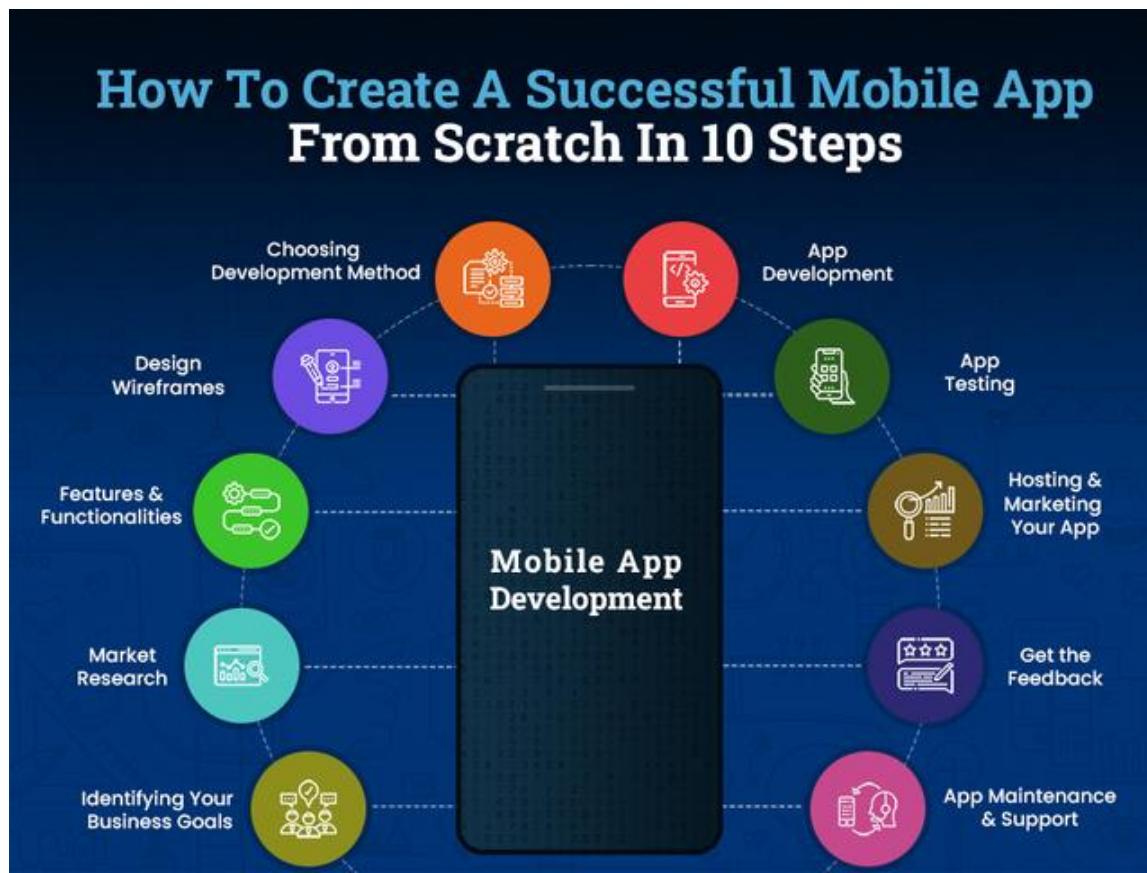 How To Create A Successful Mobile App
From Scratch In 10 Steps
Choosing
Development Method
App
Development
Design
Wireframes
App
Testing
Features &
Functionalities
Hosting &
Marketing
Your App
Mobile App
Development
Market
Research
Get the
Feedback
Identifying Your
Business Goals
App Maintenance
& Support